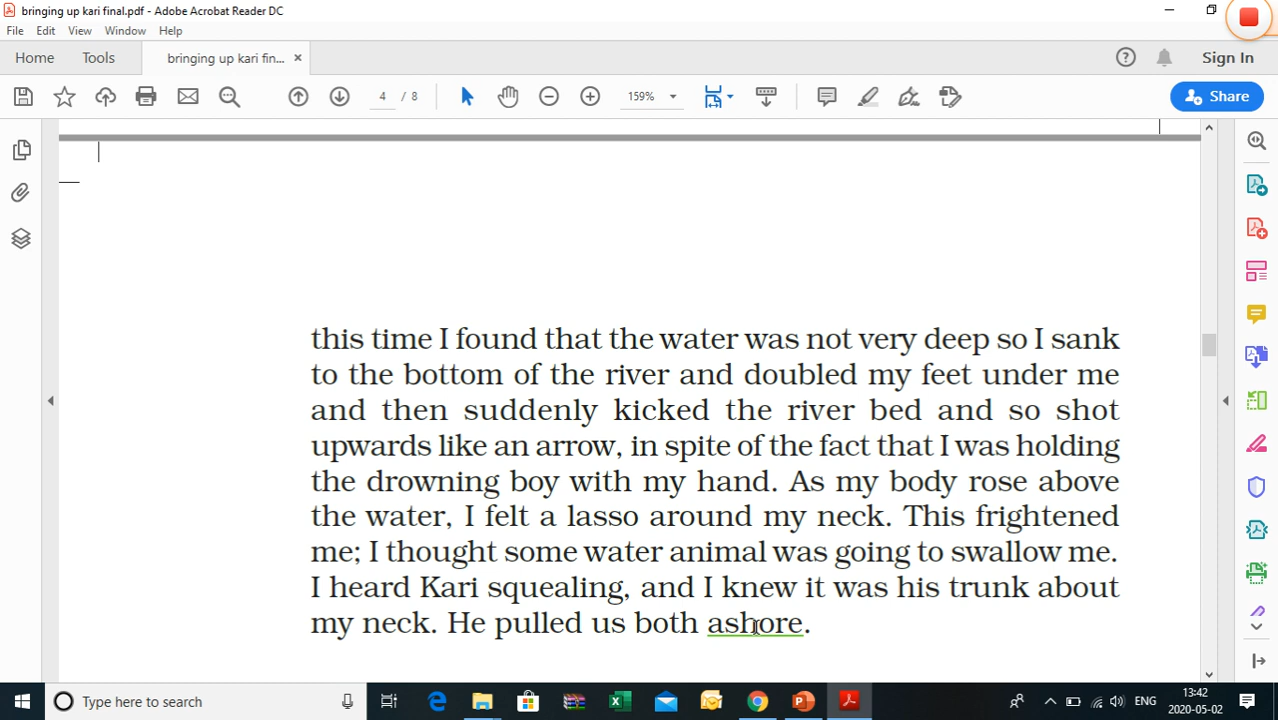 bringing up kari final.pdf - Adobe Acrobat Reader DC
File Edit View Window Help
Home Tools bringing up kari fin... × Sign In
4 / 8 159% Share
this time I found that the water was not very deep so I sank
to the bottom of the river and doubled my feet under me
and then suddenly kicked the river bed and so shot
upwards like an arrow, in spite of the fact that I was holding
the drowning boy with my hand. As my body rose above
the water, I felt a lasso around my neck. This frightened
me; I thought some water animal was going to swallow me.
I heard Kari squealing, and I knew it was his trunk about
my neck. He pulled us both ashore.
Type here to search ENG 13:42
2020-05-02